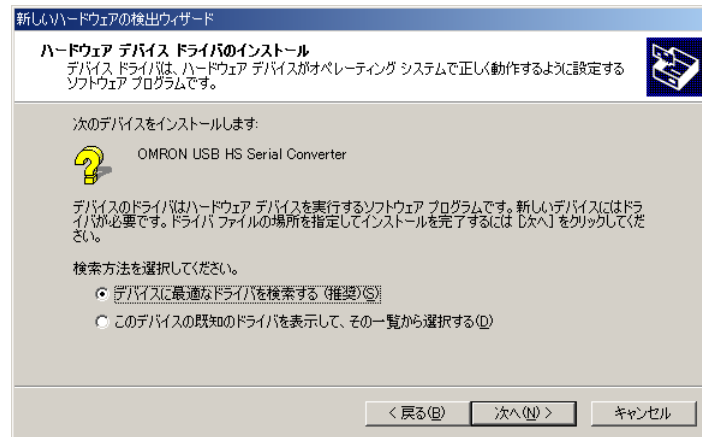 新しいハードウェアの検出ウィザード
ハードウェア デバイス ドライバのインストール
デバイス ドライバは、ハードウェア デバイスがオペレーティング システムで正しく動作するように設定する
ソフトウェア プログラムです。
次のデバイスをインストールします:
OMRON USB HS Serial Converter
デバイスのドライバはハードウェア デバイスを実行するソフトウェア プログラムです。新しいデバイスにはドラ
イバが必要です。ドライバ ファイルの場所を指定してインストールを完了するには [次へ] をクリックしてくだ
さい。
検索方法を選択してください。
デバイスに最適なドライバを検索する (推奨)(S)
このデバイスの既知のドライバを表示して、その一覧から選択する(D)
< 戻る(B)
次へ(N) >
キャンセル